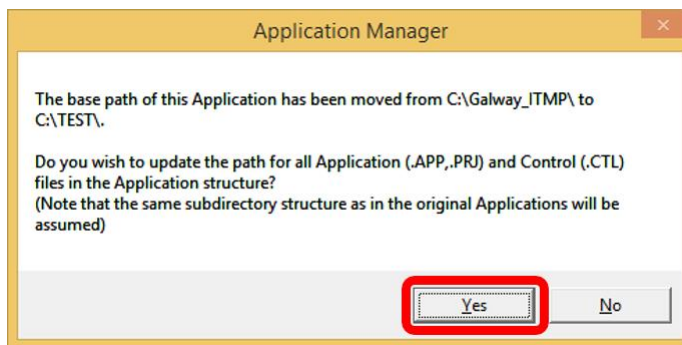 Application Manager
The base path of this Application has been moved from C:\Galway_ITMP\ to
C:\TEST\.
Do you wish to update the path for all Application (.APP,.PRJ) and Control (.CTL)
files in the Application structure?
(Note that the same subdirectory structure as in the original Applications will be
assumed)
Yes No